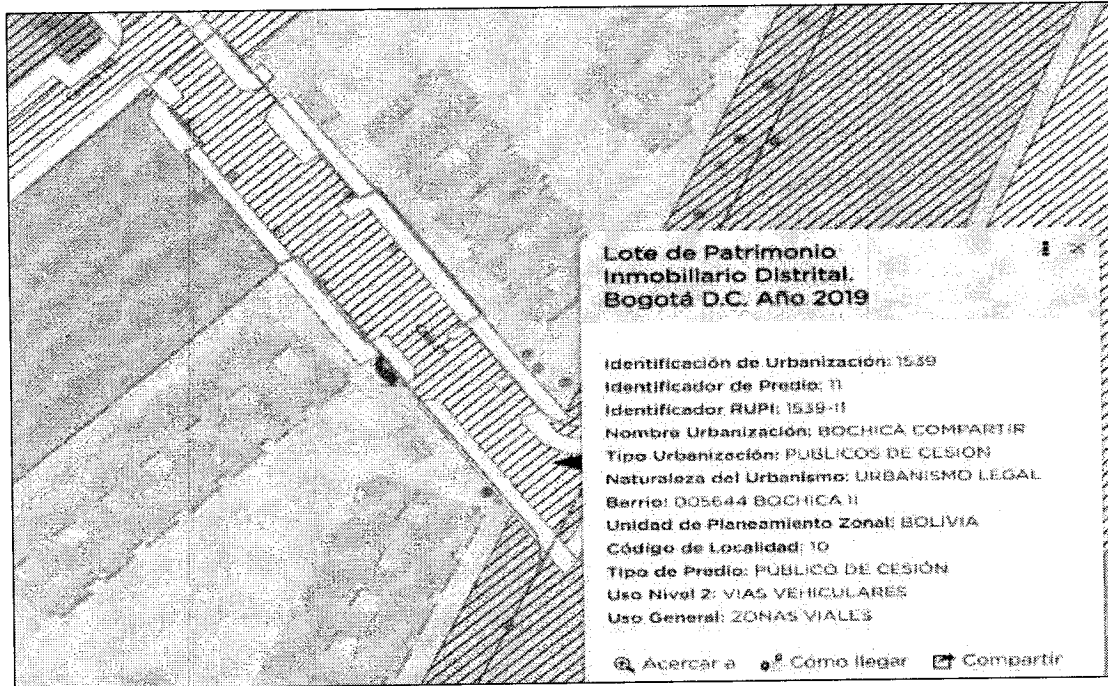 Lote de Patrimonio
Inmobiliario Distrital.
Bogotá D.C. Año 2019
Identificación de Urbanización: 1539
Identificador de Predio: 11
Identificador RUPI: 1539-11
Nombre Urbanización: BOCHICA COMPARTIR
Tipo Urbanización: PUBLICOS DE CESION
Naturaleza del Urbanismo: URBANISMO LEGAL
Barrio: 005644 BOCHICA II
Unidad de Planeamiento Zonal: BOLIVIA
Código de Localidad: 10
Tipo de Predio: PÚBLICO DE CESIÓN
Uso Nivel 2: VIAS VEHICULARES
Uso General: ZONAS VIALES
Acercar a Cómo llegar Compartir